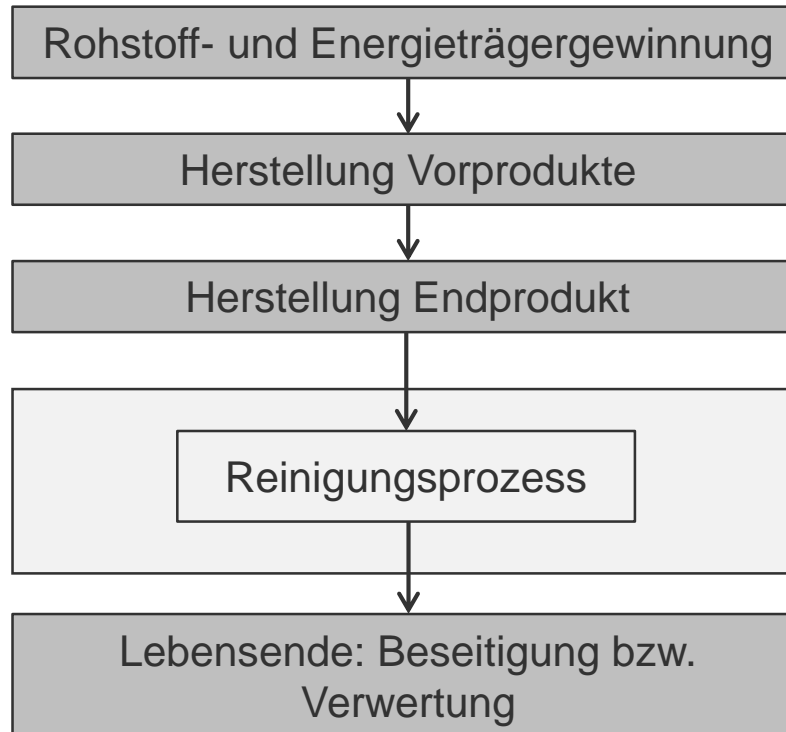 Rohstoff- und Energieträgergewinnung
Herstellung Vorprodukte
Herstellung Endprodukt
Reinigungsprozess
Lebensende: Beseitigung bzw.
Verwertung